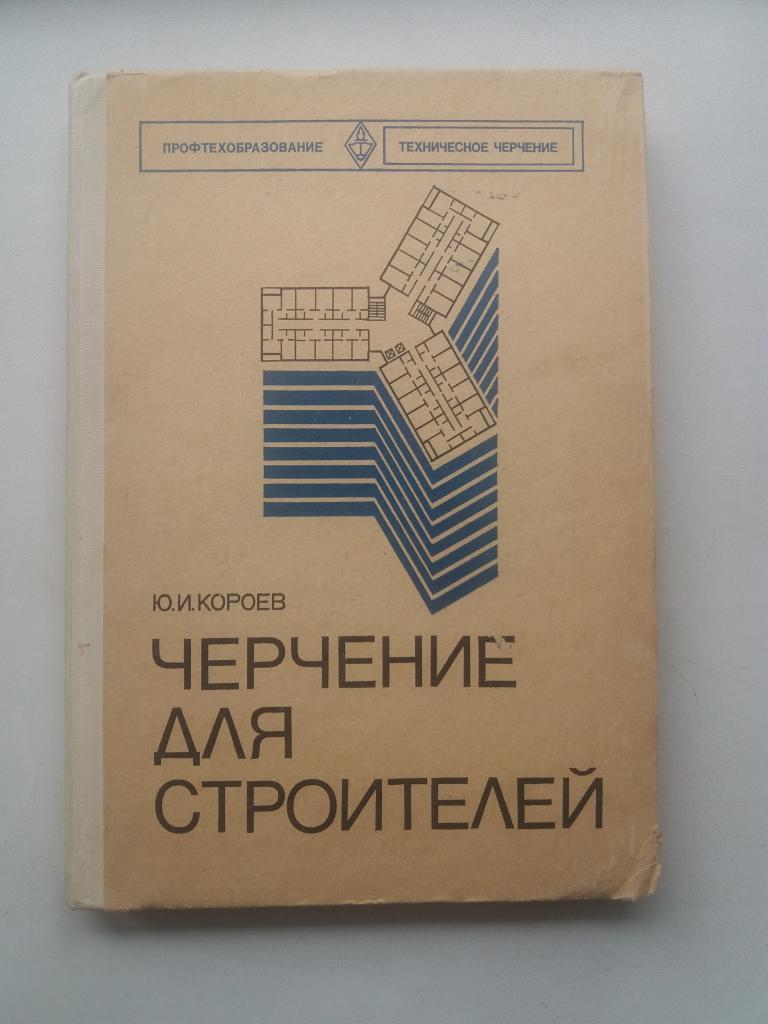 ПРОФТЕХОБРАЗОВАНИЕ ТЕХНИЧЕСКОЕ ЧЕРЧЕНИЕ
Ю.И.КОРОЕВ
ЧЕРЧЕНИЕ
ДЛЯ
СТРОИТЕЛЕЙ